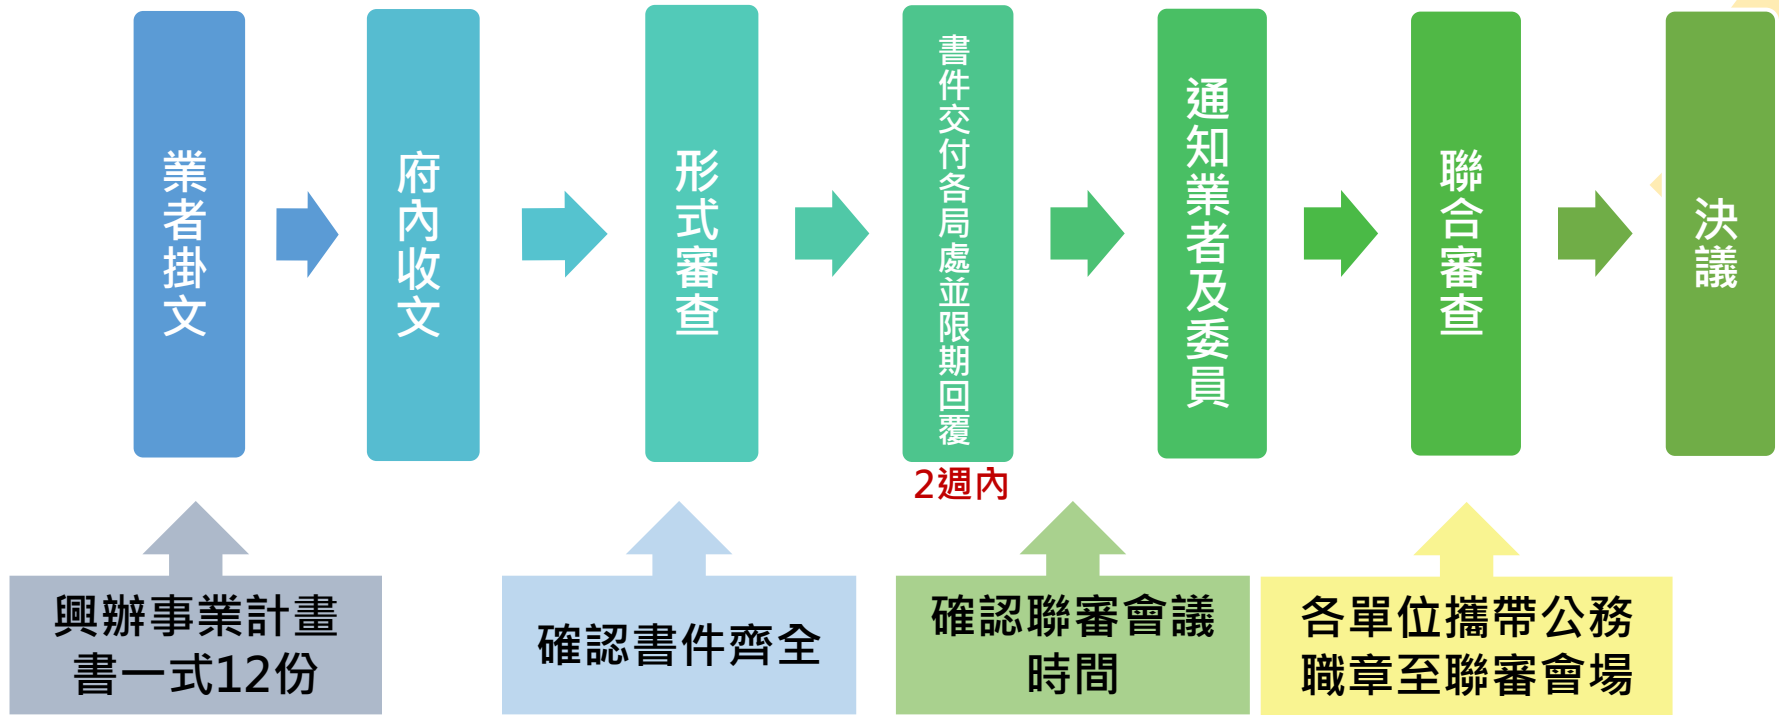 業者掛文
府內收文
形式審查
書件交付各局處並限期回覆
通知業者及委員
聯合審查
決議
2週內
興辦事業計畫
書一式12份
確認書件齊全
確認聯審會議
時間
各單位攜帶公務
職章至聯審會場